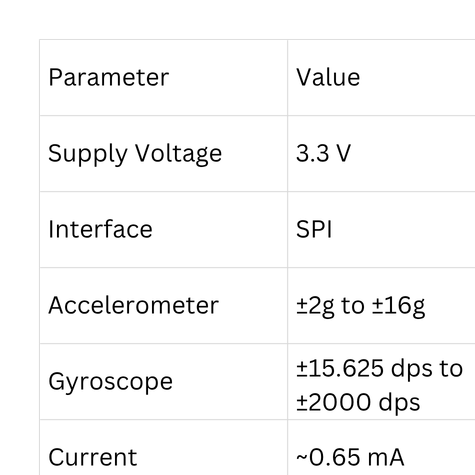 Parameter Value
Supply Voltage 3.3 V
Interface SPI
Accelerometer ±2g to ±16g
Gyroscope ±15.625 dps to
±2000 dps
Current ~0.65 mA